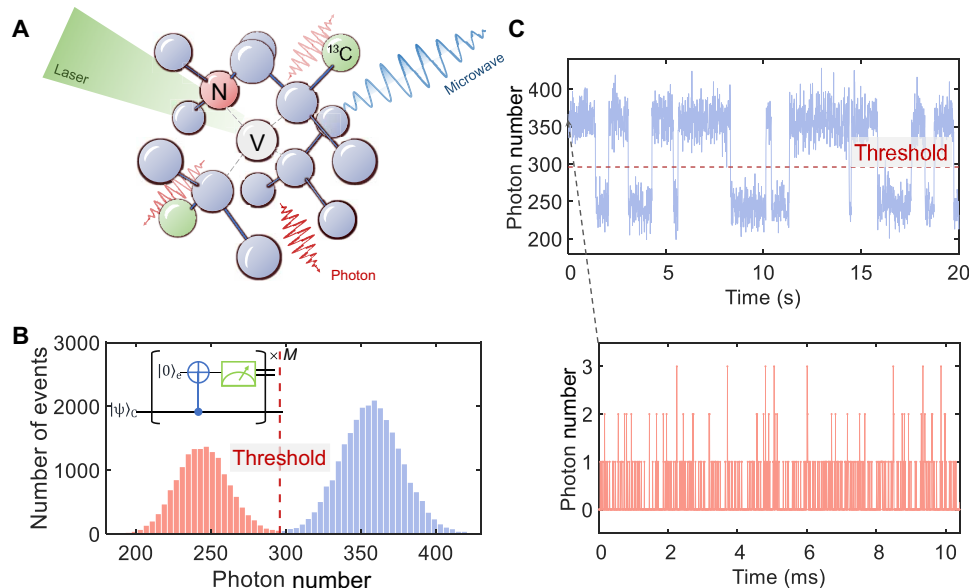 A
Laser
N
V
¹³C
Microwave
Photon
B
Number of events
3000
2000
1000
0
|0⟩ₑ
× M
|ψ⟩C
Threshold
200 250 300 350 400
Photon number
C
Photon number
400
350
300
250
200
Threshold
0 5 10 15 20
Time (s)
Photon number
3
2
1
0
0 2 4 6 8 10
Time (ms)